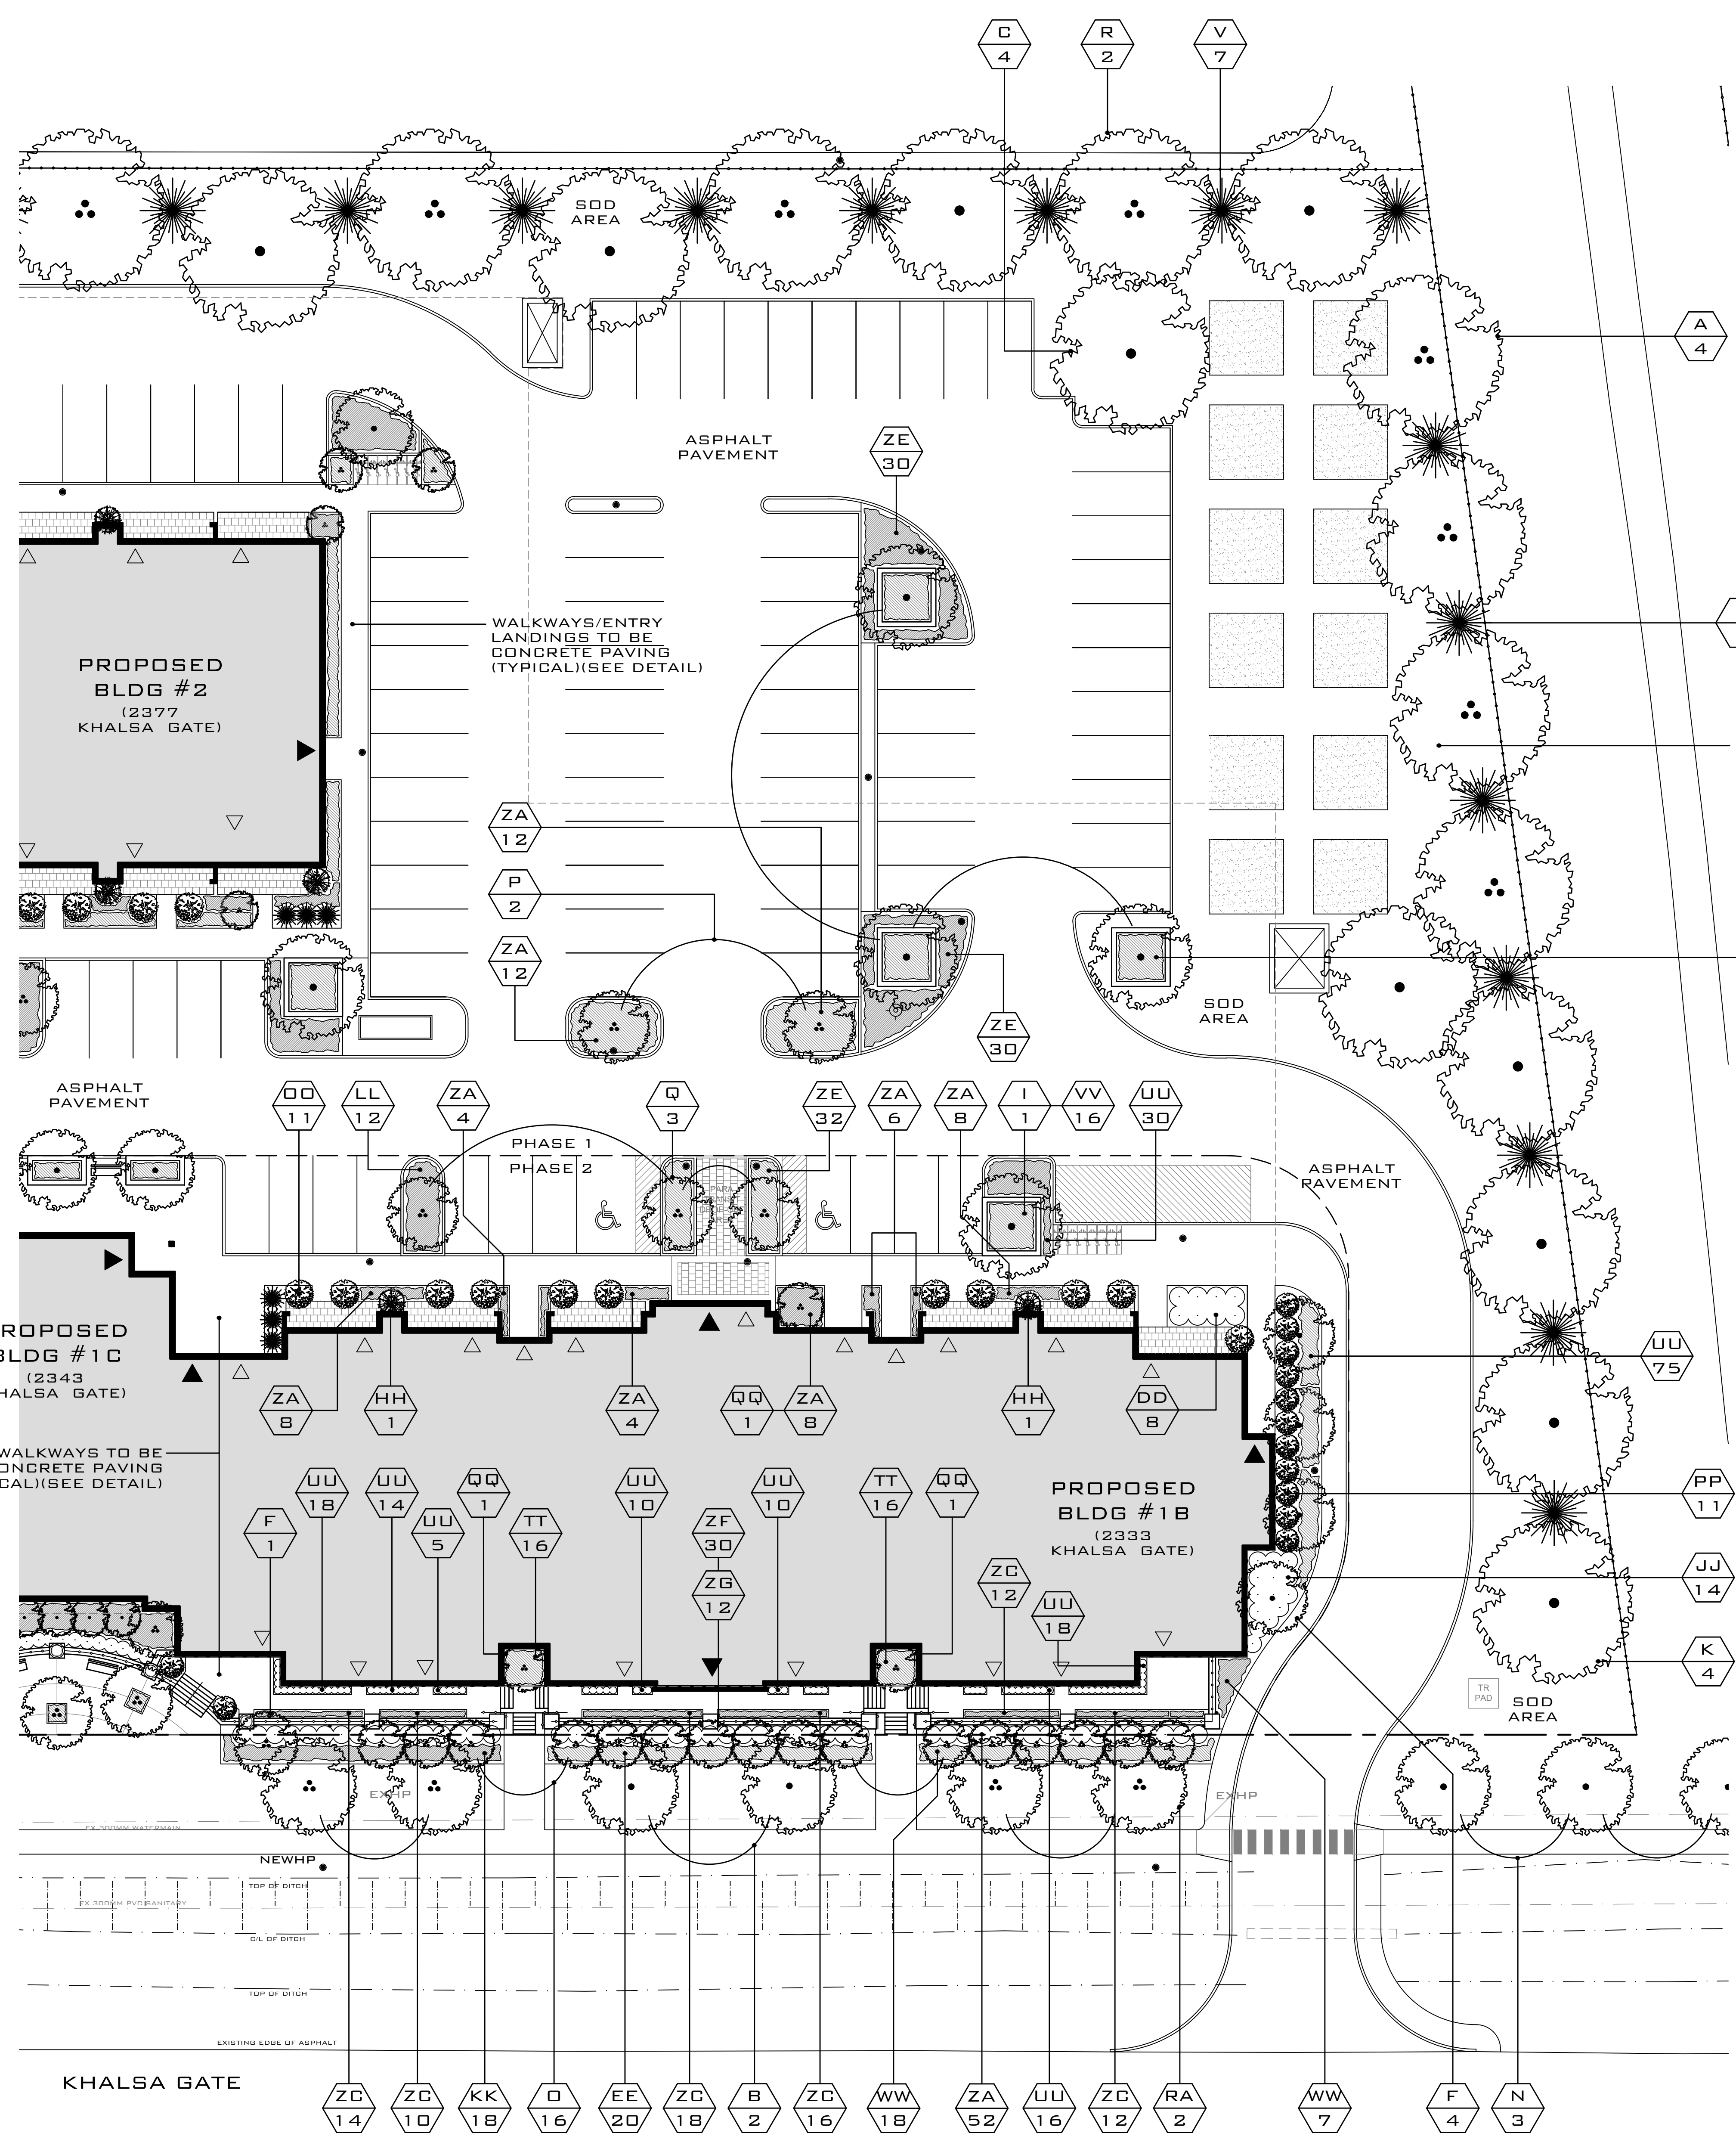 C
4
R
2
V
7
SOD
AREA
A
4
ASPHALT
PAVEMENT
ZE
30
WALKWAYS/ENTRY
LANDINGS TO BE
CONCRETE PAVING
(TYPICAL)(SEE DETAIL)
PROPOSED
BLDG #2
(2377
KHALSA GATE)
ZA
12
P
2
ZA
12
SOD
AREA
ZE
30
ASPHALT
PAVEMENT
OO
11
LL
12
ZA
4
Q
3
ZE
32
ZA
6
ZA
8
I
1
VV
16
UU
30
PHASE 1
PHASE 2
ASPHALT
PAVEMENT
PARA
ROPOSED
BLDG #1C
(2343
HALSA GATE)
ZA
8
HH
1
ZA
4
QQ
1
ZA
8
HH
1
DD
8
UU
75
WALKWAYS TO BE
ONCRETE PAVING
CAL)(SEE DETAIL)
UU
18
UU
14
QQ
1
UU
10
UU
10
TT
16
QQ
1
PROPOSED
BLDG #1B
(2333
KHALSA GATE)
PP
11
F
1
UU
5
TT
16
ZF
30
ZG
12
ZC
12
UU
18
JJ
14
K
4
TR
PAD
SOD
AREA
EXHP
EXHP
EX 300MM WATERMAIN
NEWHP
TOP OF DITCH
EX 300MM PVC SANITARY
C/L OF DITCH
TOP OF DITCH
EXISTING EDGE OF ASPHALT
KHALSA GATE
ZC
14
ZC
10
KK
18
O
16
EE
20
ZC
18
B
2
ZC
16
WW
18
ZA
52
UU
16
ZC
12
RA
2
WW
7
F
4
N
3